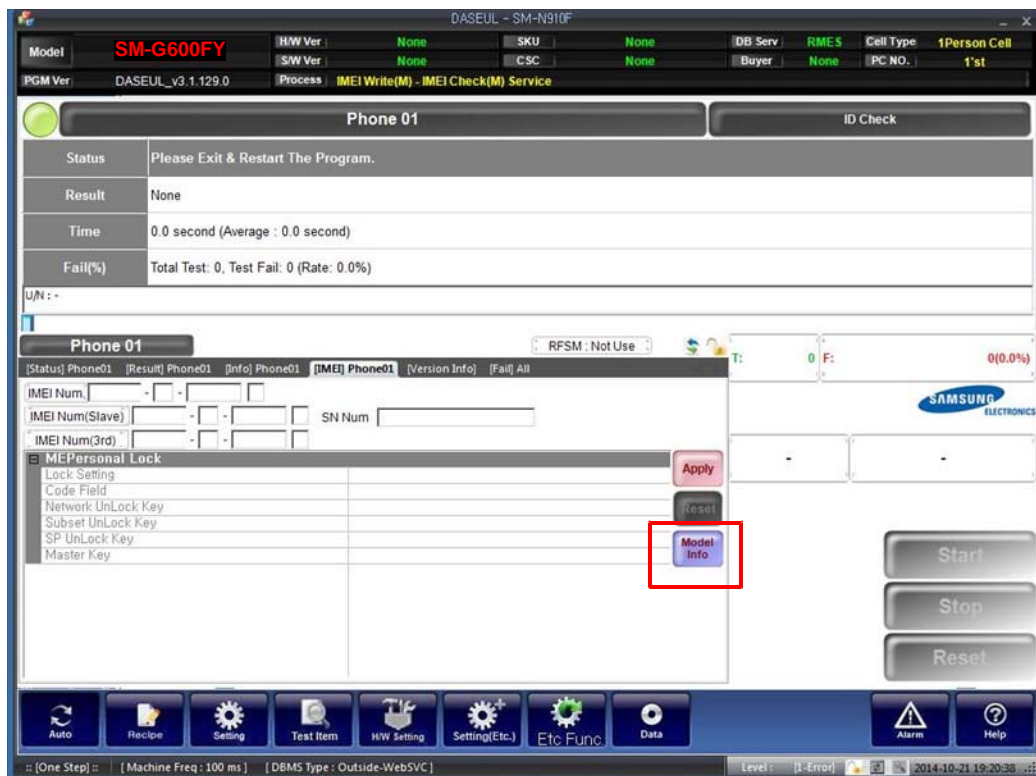 DASEUL - SM-N910F
Model SM-G600FY H/W Ver None SKU None DB Serv RMES Cell Type 1Person Cell
S/W Ver None CSC None Buyer None PC NO. 1'st
PGM Ver DASEUL_v3.1.129.0 Process IMEI Write(M) - IMEI Check(M) Service
Phone 01 ID Check
Status Please Exit & Restart The Program.
Result None
Time 0.0 second (Average : 0.0 second)
Fail(%) Total Test: 0, Test Fail: 0 (Rate: 0.0%)
U/N : -
Phone 01 RFSM : Not Use T: 0 F: 0(0.0%)
[Status] Phone01 [Result] Phone01 [Info] Phone01 [IMEI] Phone01 [Version Info] [Fail] All
IMEI Num. - -
IMEI Num(Slave) - - SN Num
IMEI Num(3rd) - -
SAMSUNG
ELECTRONICS
MEPersonal Lock
Lock Setting
Code Field
Network UnLock Key
Subset UnLock Key
SP UnLock Key
Master Key
Apply
Reset
Model
Info
- -
Start
Stop
Reset
Auto Recipe Setting Test Item H/W Setting Setting(Etc.) Etc Func Data Alarm Help
:: [One Step] :: [ Machine Freq : 100 ms ] [ DBMS Type : Outside-WebSVC ] Level : [1-Error] 2014-10-21 19:20:38